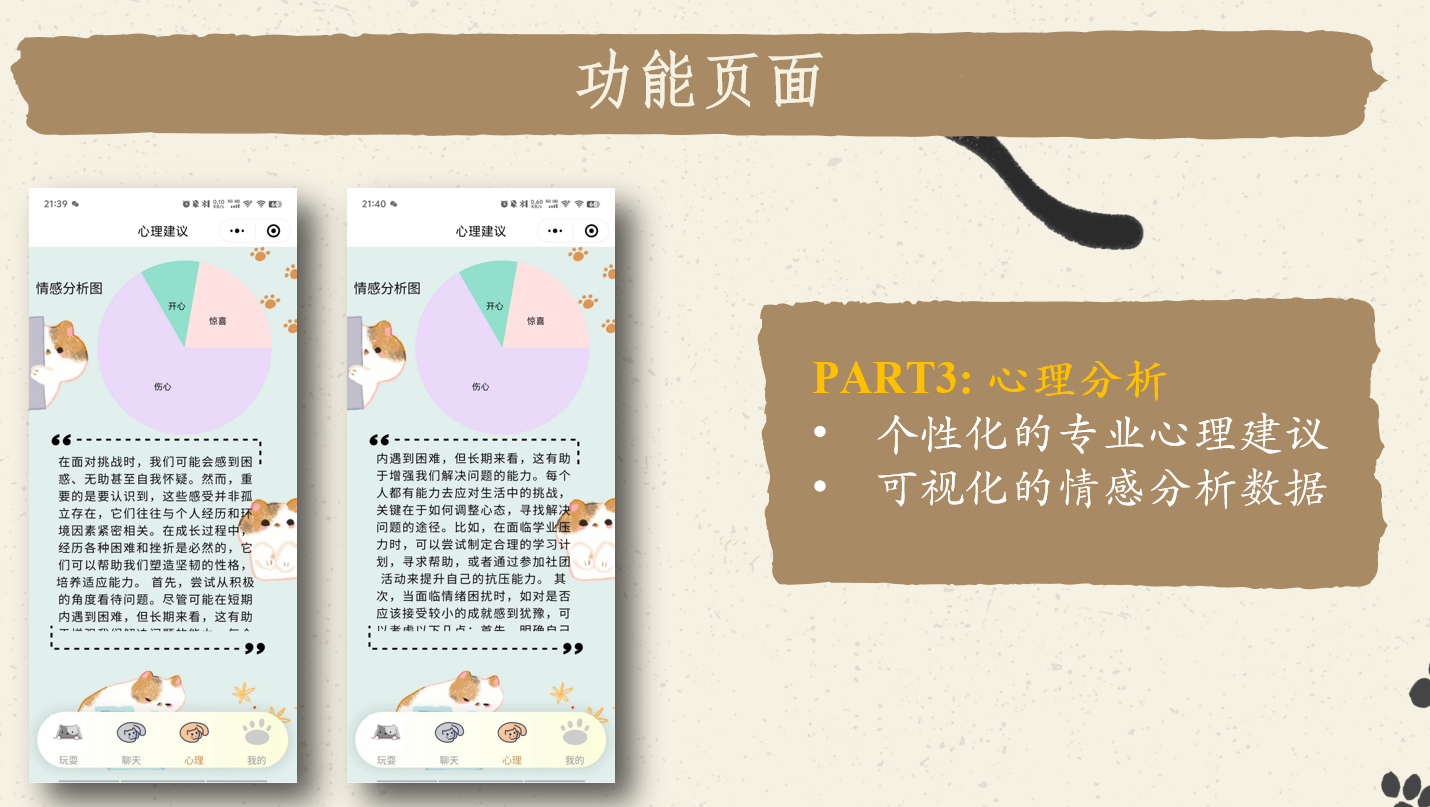 功能页面
21:39
心理建议
情感分析图
开心
惊喜
伤心
在面对挑战时，我们可能会感到困
惑、无助甚至自我怀疑。然而，重
要的是要认识到，这些感受并非孤
立存在，它们往往与个人经历和环
境因素紧密相关。在成长过程中，
经历各种困难和挫折是必然的，它
们可以帮助我们塑造坚韧的性格，
培养适应能力。 首先，尝试从积极
的角度看待问题。尽管可能在短期
内遇到困难，但长期来看，这有助
玩耍
聊天
心理
我的
21:40
心理建议
情感分析图
开心
惊喜
伤心
内遇到困难，但长期来看，这有助
于增强我们解决问题的能力。每个
人都有能力去应对生活中的挑战，
关键在于如何调整心态，寻找解决
问题的途径。比如，在面临学业压
力时，可以尝试制定合理的学习计
划，寻求帮助，或者通过参加社团
活动来提升自己的抗压能力。 其
次，当面临情绪困扰时，如对是否
应该接受较小的成就感到犹豫，可
以考虑以下几点：首先，明确自己
玩耍
聊天
心理
我的
PART3: 心理分析
• 个性化的专业心理建议
• 可视化的情感分析数据